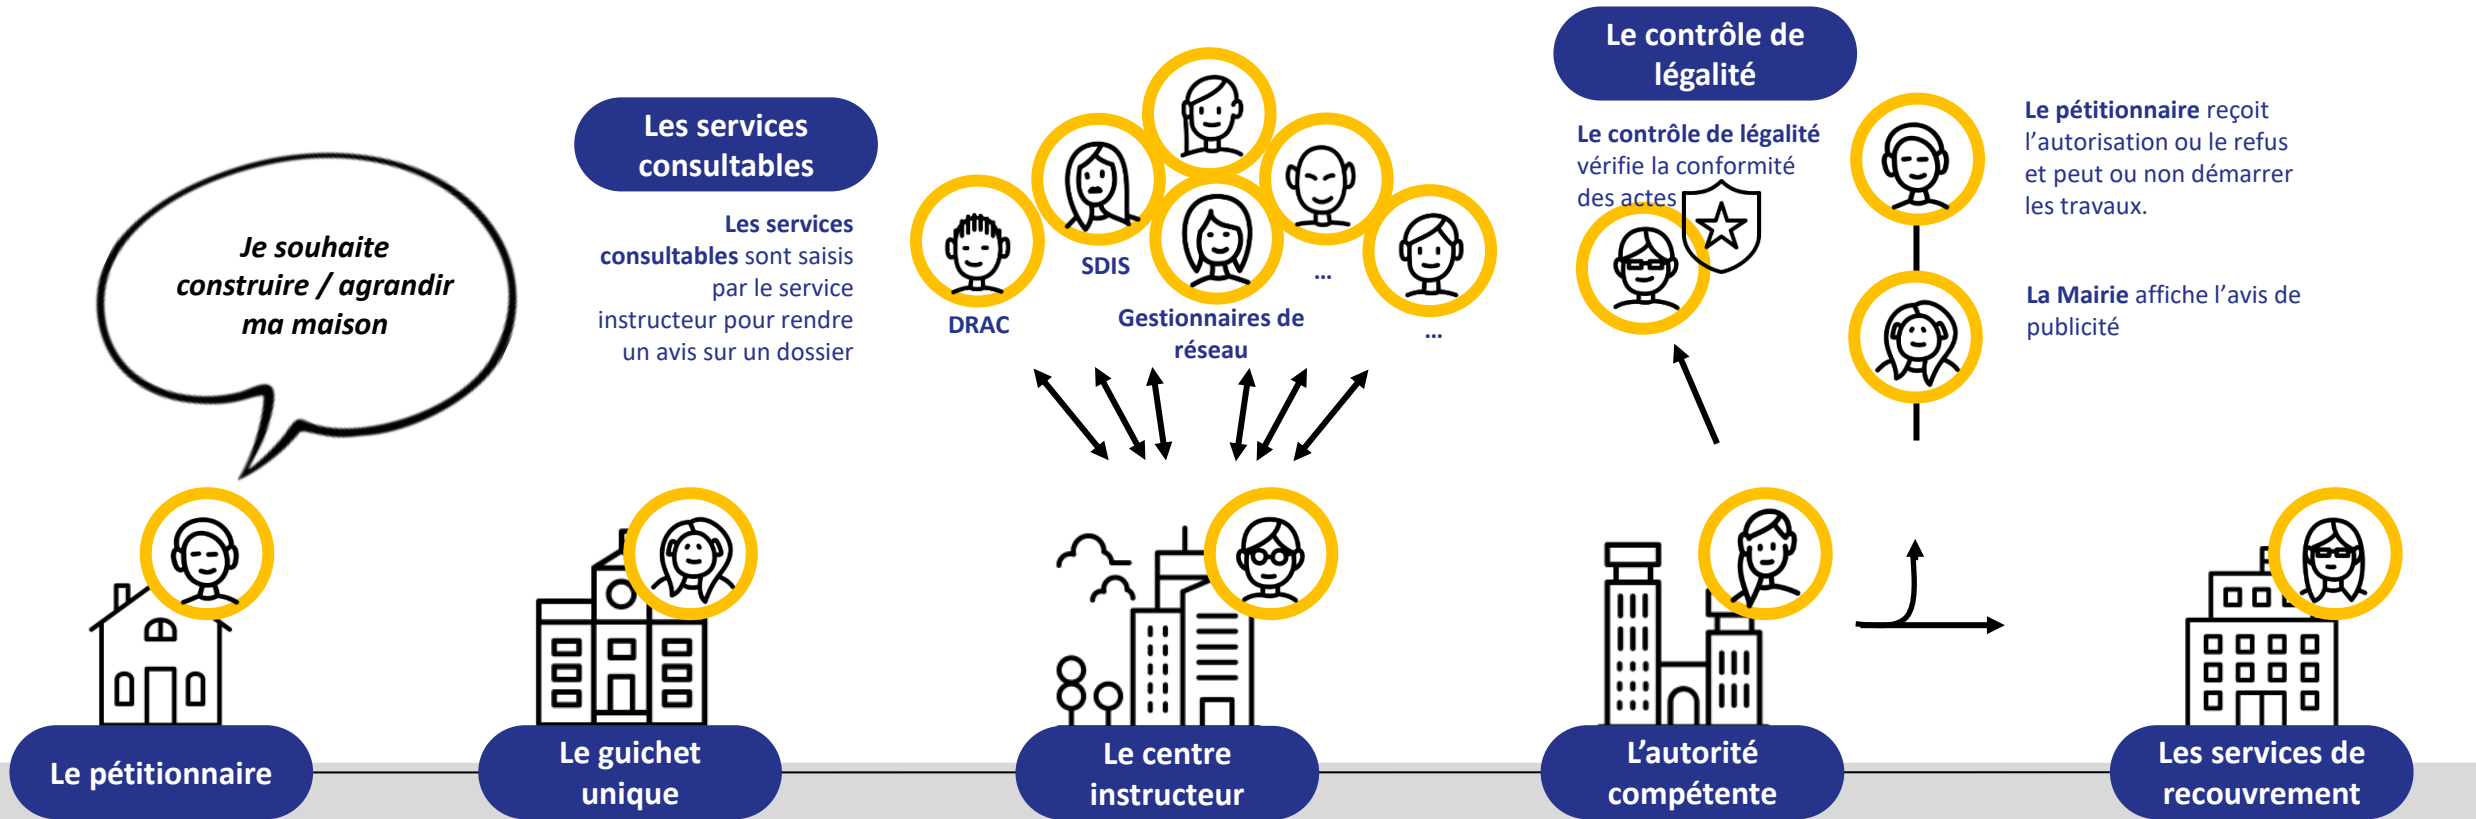 Je souhaite
construire / agrandir
ma maison
Les services
consultables
Les services
consultables sont saisis
par le service
instructeur pour rendre
un avis sur un dossier
DRAC
SDIS
Gestionnaires de
réseau
...
...
Le contrôle de
légalité
Le contrôle de légalité
vérifie la conformité
des actes
Le pétitionnaire reçoit
l’autorisation ou le refus
et peut ou non démarrer
les travaux.
La Mairie affiche l’avis de
publicité
Le pétitionnaire
Le guichet
unique
Le centre
instructeur
L’autorité
compétente
Les services de
recouvrement